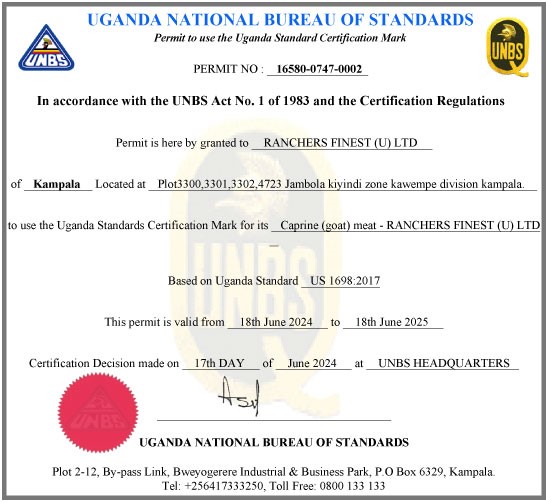 UGANDA NATIONAL BUREAU OF STANDARDS
Permit to use the Uganda Standard Certification Mark
UNBS
UNBS
PERMIT NO : 16580-0747-0002
In accordance with the UNBS Act No. 1 of 1983 and the Certification Regulations
Permit is here by granted to RANCHERS FINEST (U) LTD
of Kampala Located at Plot3300,3301,3302,4723 Jambola kiyindi zone kawempe division kampala.
to use the Uganda Standards Certification Mark for its Caprine (goat) meat - RANCHERS FINEST (U) LTD
UNBS
Based on Uganda Standard US 1698:2017
This permit is valid from 18th June 2024 to 18th June 2025
Certification Decision made on 17th DAY of June 2024 at UNBS HEADQUARTERS
UNBS
UGANDA NATIONAL BUREAU OF STANDARDS
Plot 2-12, By-pass Link, Bweyogerere Industrial & Business Park, P.O Box 6329, Kampala.
Tel: +256417333250, Toll Free: 0800 133 133